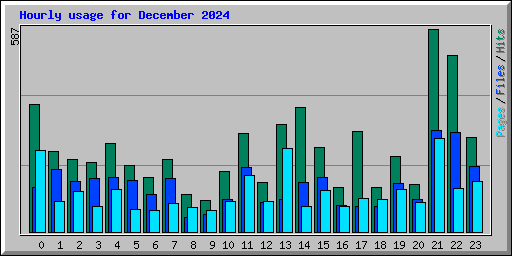 Hourly usage for December 2024
587
Pages / Files / Hits
0 1 2 3 4 5 6 7 8 9 10 11 12 13 14 15 16 17 18 19 20 21 22 23